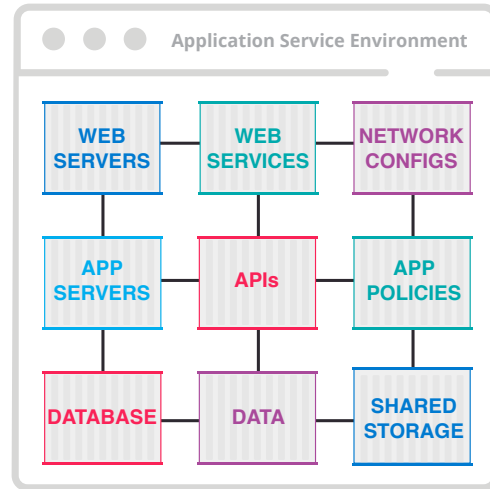 Application Service Environment
WEB
SERVERS
WEB
SERVICES
NETWORK
CONFIGS
APP
SERVERS
APIs
APP
POLICIES
DATABASE
DATA
SHARED
STORAGE